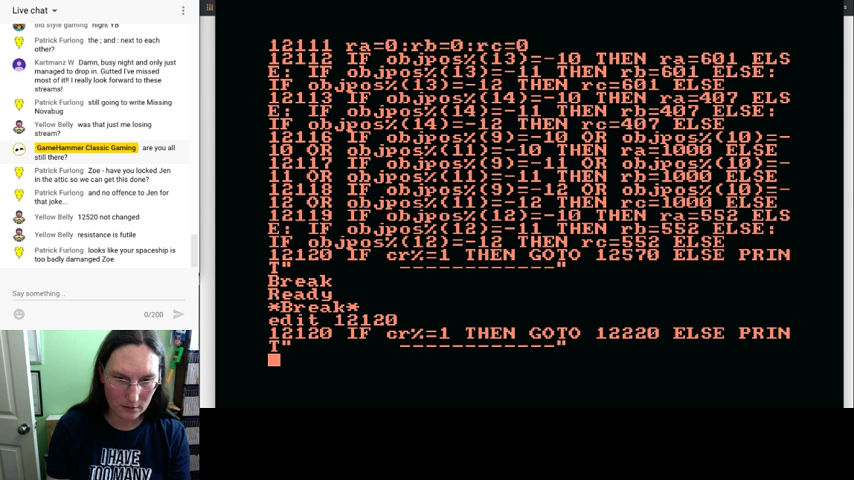 Live chat
old style gaming night YB
Patrick Furlong the ; and : next to each
other?
Kartmanz W Damn, busy night and only just
managed to drop in. Gutted I've missed
most of it!! I really look forward to these
streams!
Patrick Furlong still going to write Missing
Novabug
Yellow Belly was that just me losing
stream?
GameHammer Classic Gaming are you all
still there?
Patrick Furlong Zoe - have you locked Jen
in the attic so we can get this done?
Patrick Furlong and no offence to Jen for
that joke...
Yellow Belly 12520 not changed
Yellow Belly resistance is futile
Patrick Furlong looks like your spaceship is
too badly damanged Zoe
Say something...
0/200
12111 ra=0:rb=0:rc=0
12112 IF objpos%(13)=-10 THEN ra=601 ELS
E: IF objpos%(13)=-11 THEN rb=601 ELSE:
IF objpos%(13)=-12 THEN rc=601 ELSE
12113 IF objpos%(14)=-10 THEN ra=407 ELS
E: IF objpos%(14)=-11 THEN rb=407 ELSE:
IF objpos%(14)=-12 THEN rc=407 ELSE
12116 IF objpos%(9)=-10 OR objpos%(10)=-
10 OR objpos%(11)=-10 THEN ra=1000 ELSE
12117 IF objpos%(9)=-11 OR objpos%(10)=-
11 OR objpos%(11)=-11 THEN rb=1000 ELSE
12118 IF objpos%(9)=-12 OR objpos%(10)=-
12 OR objpos%(11)=-12 THEN rc=1000 ELSE
12119 IF objpos%(12)=-10 THEN ra=552 ELS
E: IF objpos%(12)=-11 THEN rb=552 ELSE:
IF objpos%(12)=-12 THEN rc=552 ELSE
12120 IF cr%=1 THEN GOTO 12570 ELSE PRIN
T"          ------------"
Break
Ready
*Break*
edit 12120
12120 IF cr%=1 THEN GOTO 12220 ELSE PRIN
T"          ------------"
I HAVE
TOO MANY